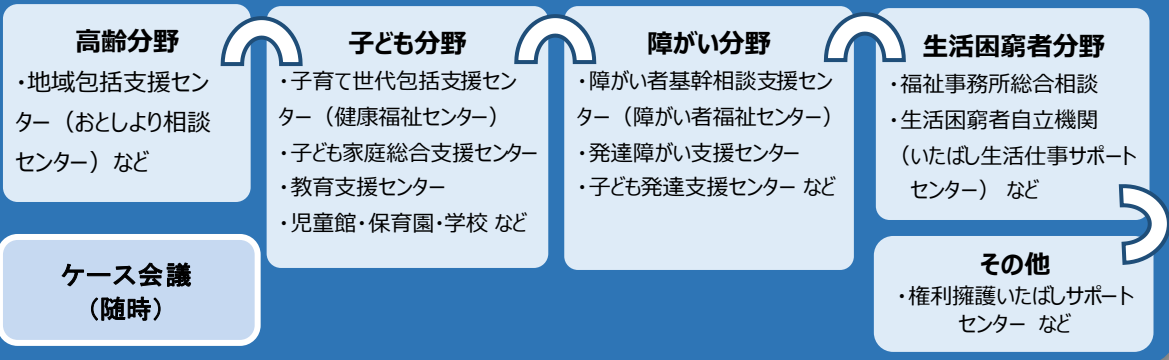 高齢分野
・地域包括支援セン
ター（おとしより相談
センター）など
子ども分野
・子育て世代包括支援セン
ター（健康福祉センター）
・子ども家庭総合支援センター
・教育支援センター
・児童館・保育園・学校 など
障がい分野
・障がい者基幹相談支援セン
ター（障がい者福祉センター）
・発達障がい支援センター
・子ども発達支援センター など
生活困窮者分野
・福祉事務所総合相談
・生活困窮者自立機関
（いたばし生活仕事サポート
センター） など
ケース会議
（随時）
その他
・権利擁護いたばしサポート
センター など